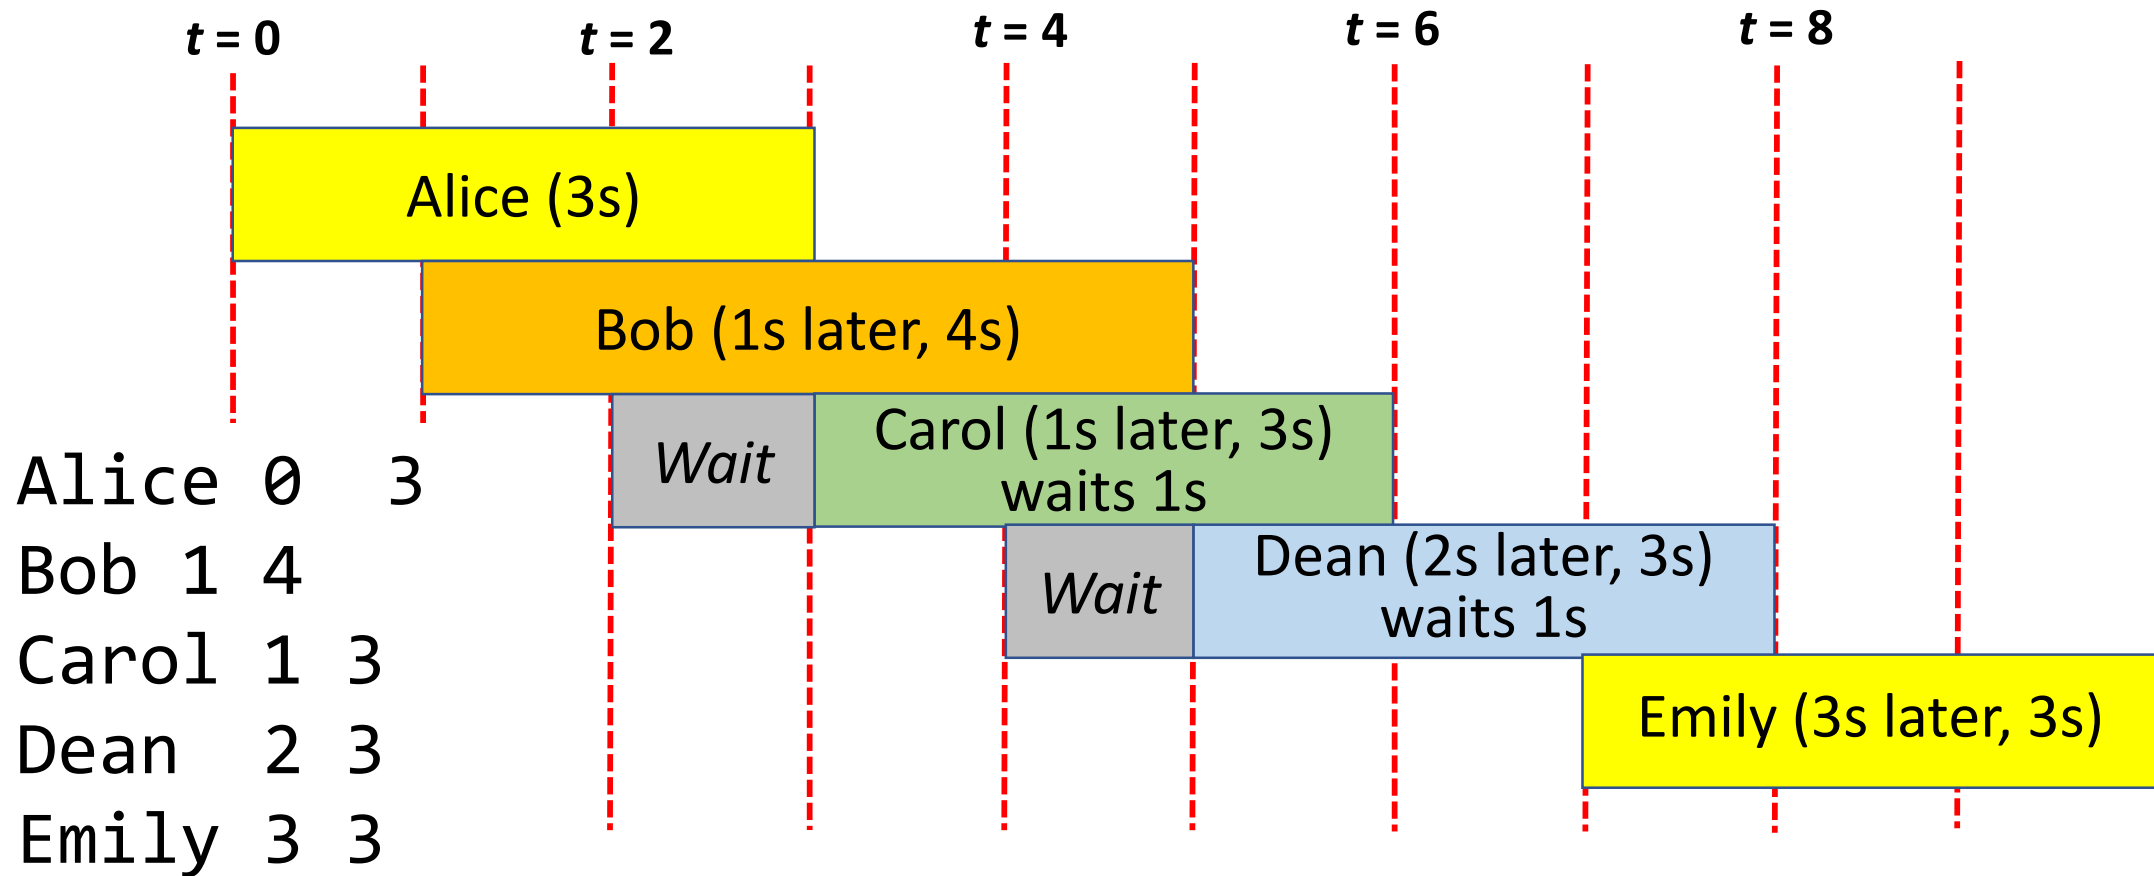 t = 0
t = 2
t = 4
t = 6
t = 8
Alice (3s)
Bob (1s later, 4s)
Wait
Carol (1s later, 3s)
waits 1s
Wait
Dean (2s later, 3s)
waits 1s
Emily (3s later, 3s)
Alice 0 3
Bob 1 4
Carol 1 3
Dean 2 3
Emily 3 3